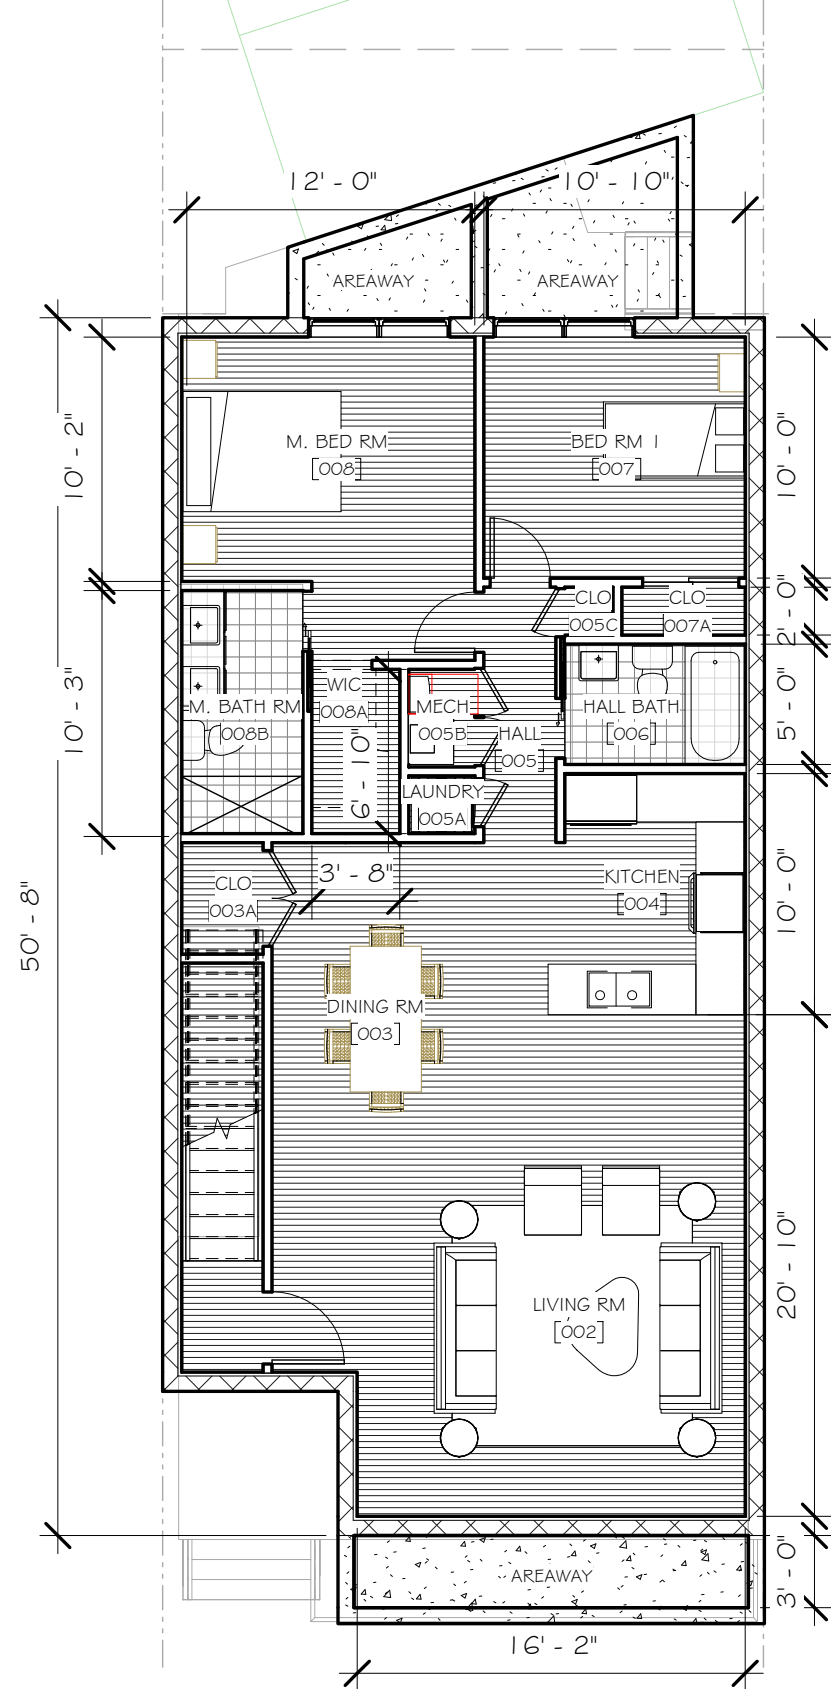 12' - 0"
10' - 10"
AREAWAY
AREAWAY
10' - 2"
M. BED RM
008
BED RM 1
007
10' - 0"
CLO
005C
CLO
007A
2' - 0"
M. BATH RM
008B
WIC
008A
MECH
005B
HALL
005
HALL BATH
006
5' - 0"
10' - 3"
6' - 10"
LAUNDRY
005A
CLO
003A
3' - 8"
KITCHEN
004
10' - 0"
50' - 8"
DINING RM
003
LIVING RM
002
20' - 10"
AREAWAY
3' - 0"
16' - 2"